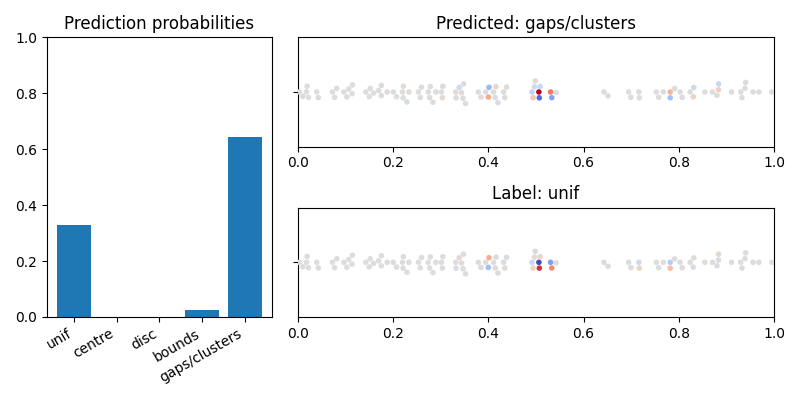 Prediction probabilities
1.0
0.8
0.6
0.4
0.2
0.0
unif
centre
disc
bounds
gaps/clusters
Predicted: gaps/clusters
0.0 0.2 0.4 0.6 0.8 1.0
Label: unif
0.0 0.2 0.4 0.6 0.8 1.0